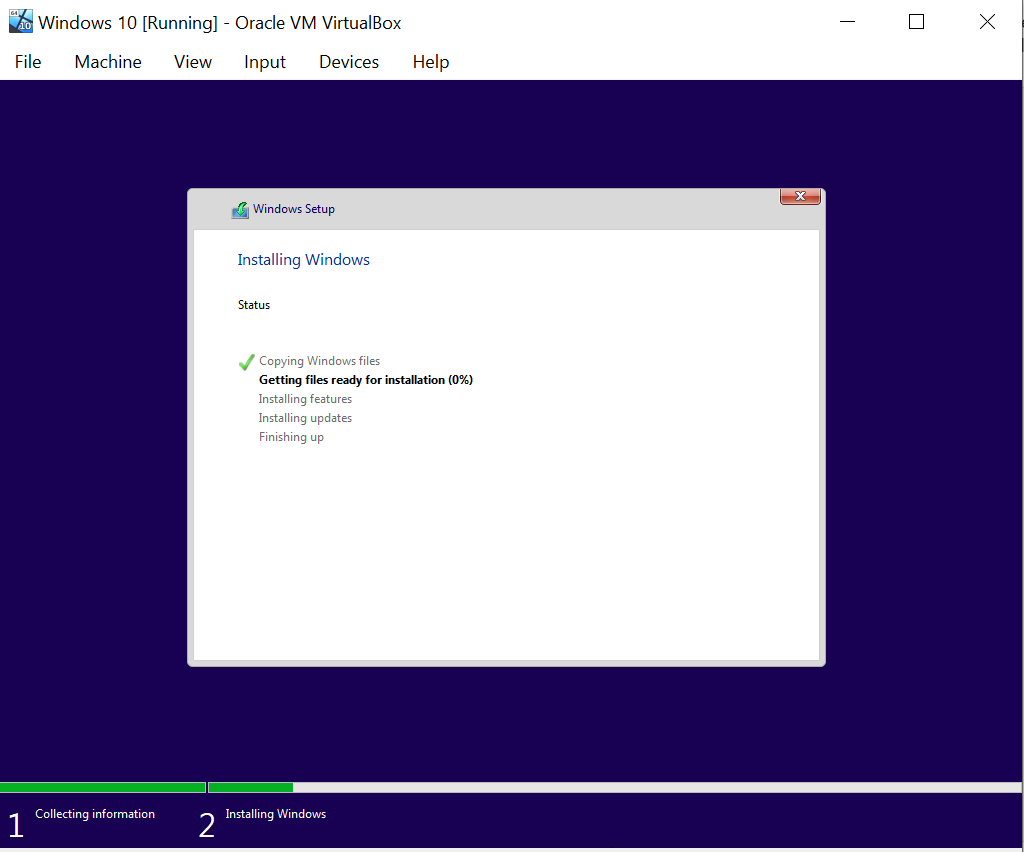 Windows 10 [Running] - Oracle VM VirtualBox
File Machine View Input Devices Help
Windows Setup
Installing Windows
Status
Copying Windows files
Getting files ready for installation (0%)
Installing features
Installing updates
Finishing up
1 Collecting information 2 Installing Windows